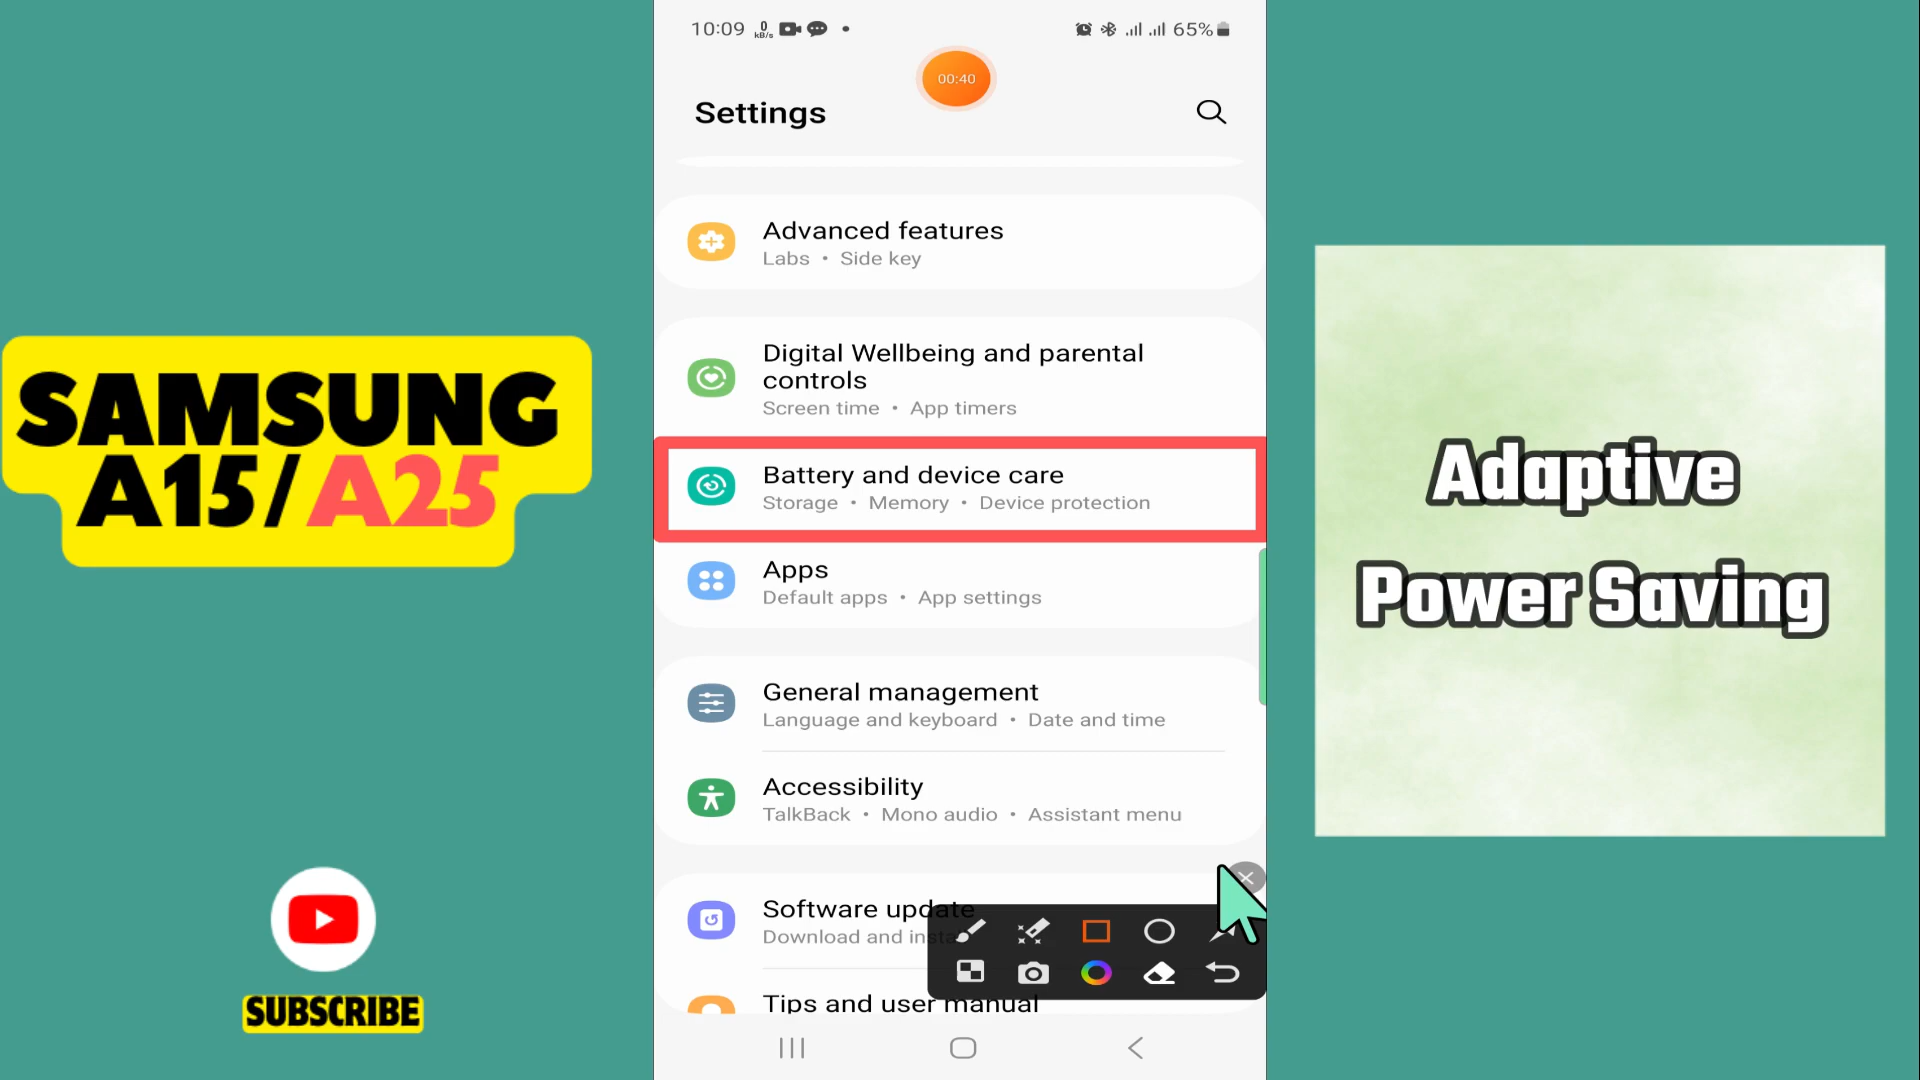 10:09 0 kB/s 65%
00:40
Settings
Advanced features
Labs • Side key
Digital Wellbeing and parental
controls
Screen time • App timers
Battery and device care
Storage • Memory • Device protection
Apps
Default apps • App settings
General management
Language and keyboard • Date and time
Accessibility
TalkBack • Mono audio • Assistant menu
Software update
Download and insta
Tips and user manual
SAMSUNG
A15/A25
SUBSCRIBE
Adaptive
Power Saving